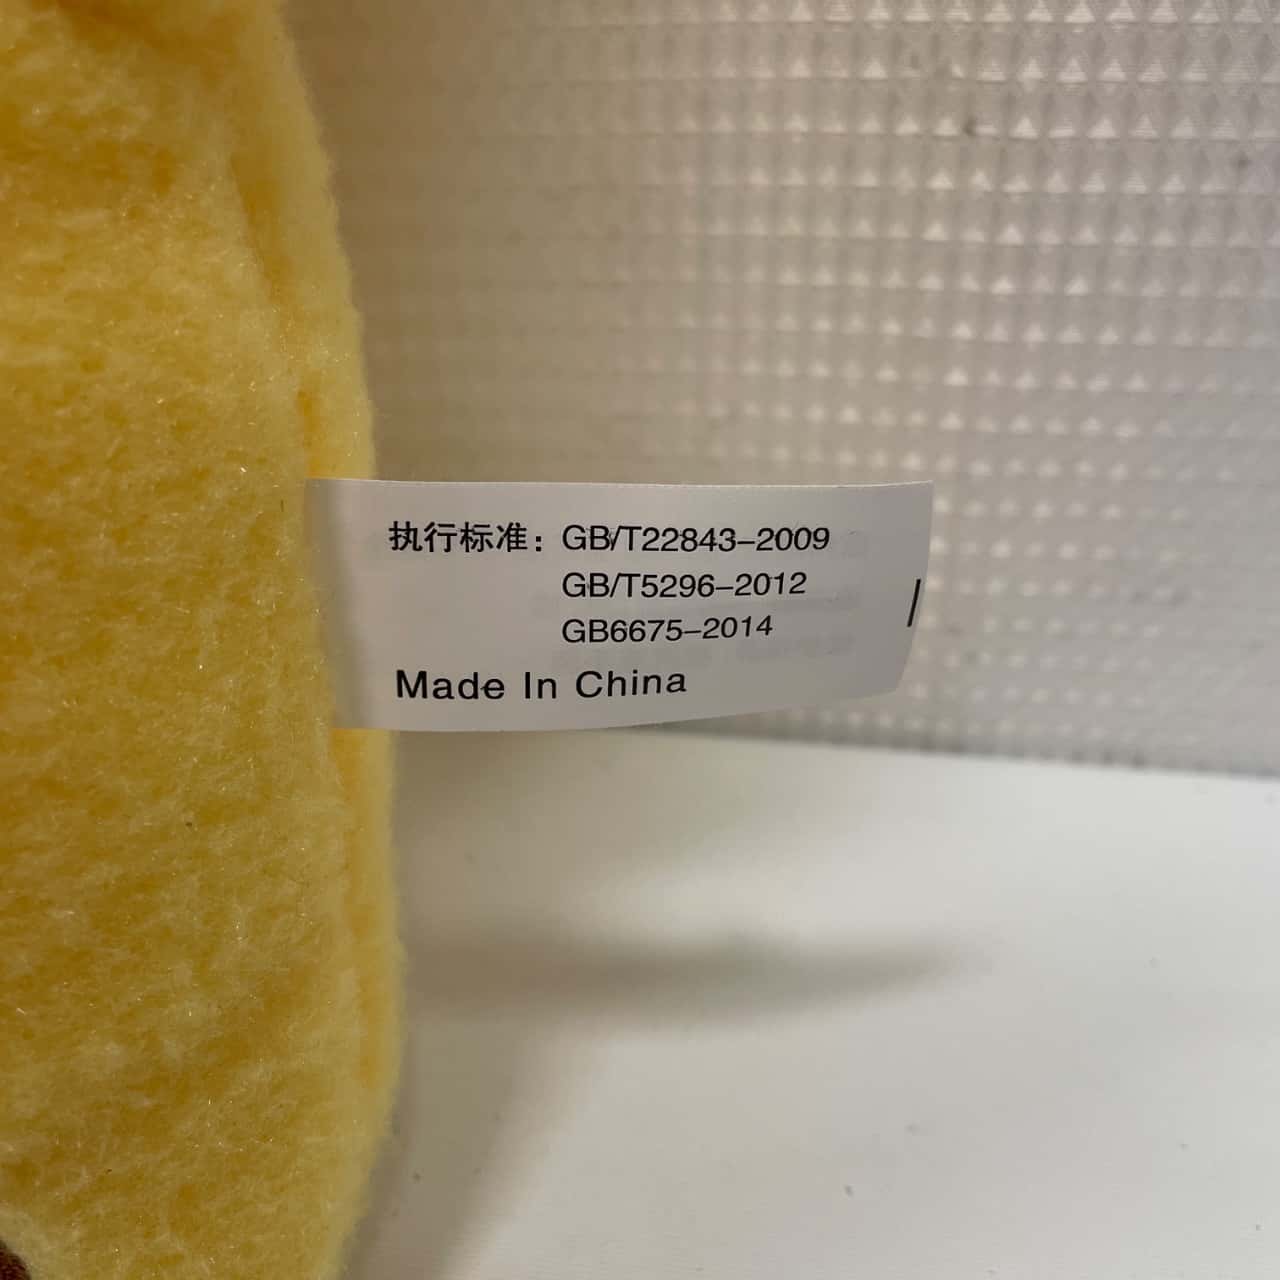 执行标准：GB/T22843–2009
GB/T5296–2012
GB6675–2014
Made In China